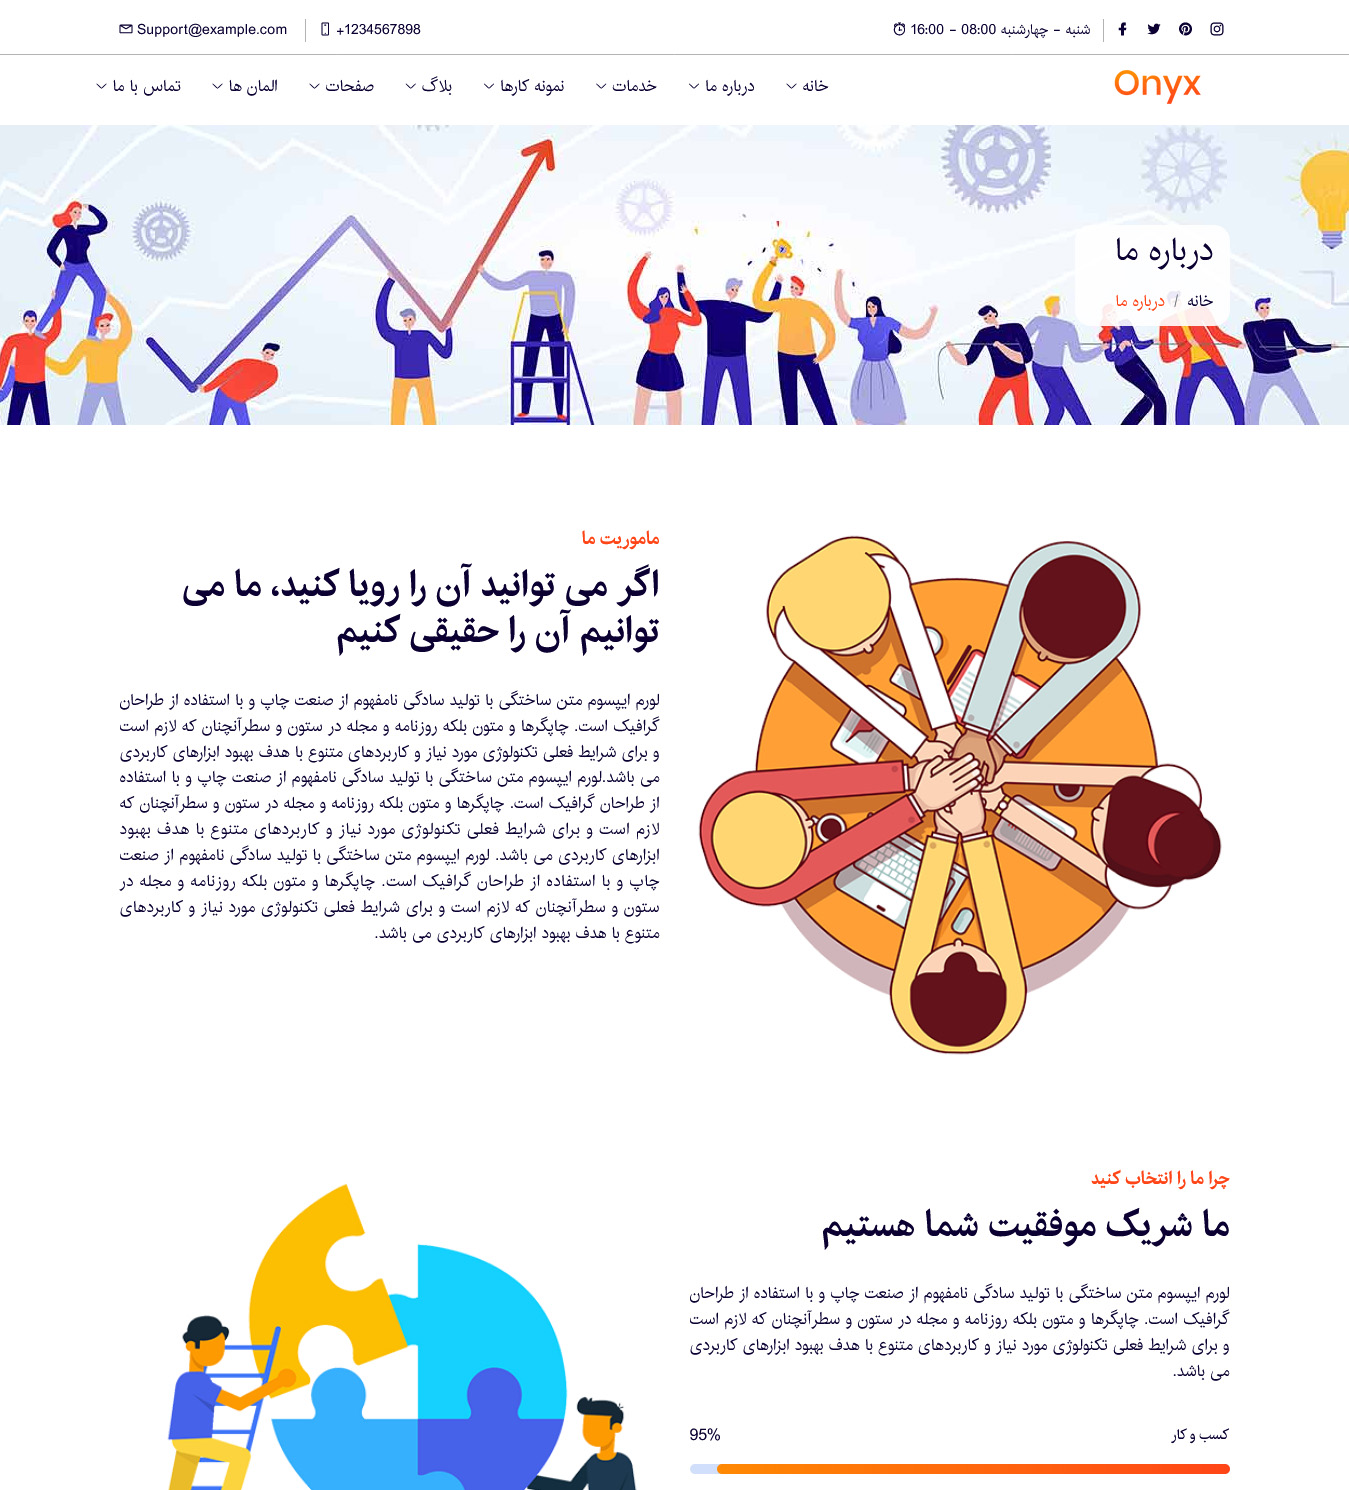 شنبه - چهارشنبه 08:00 - 16:00
+1234567898
Support@example.com
Onyx
خانه
درباره ما
خدمات
نمونه کارها
بلاگ
صفحات
المان ها
تماس با ما
درباره ما
خانه / درباره ما
ماموریت ما
اگر می توانید آن را رویا کنید، ما می
توانیم آن را حقیقی کنیم
لورم ایپسوم متن ساختگی با تولید سادگی نامفهوم از صنعت چاپ و با استفاده از طراحان
گرافیک است. چاپگرها و متون بلکه روزنامه و مجله در ستون و سطرآنچنان که لازم است
و برای شرایط فعلی تکنولوژی مورد نیاز و کاربردهای متنوع با هدف بهبود ابزارهای کاربردی
می باشد.لورم ایپسوم متن ساختگی با تولید سادگی نامفهوم از صنعت چاپ و با استفاده
از طراحان گرافیک است. چاپگرها و متون بلکه روزنامه و مجله در ستون و سطرآنچنان که
لازم است و برای شرایط فعلی تکنولوژی مورد نیاز و کاربردهای متنوع با هدف بهبود
ابزارهای کاربردی می باشد. لورم ایپسوم متن ساختگی با تولید سادگی نامفهوم از صنعت
چاپ و با استفاده از طراحان گرافیک است. چاپگرها و متون بلکه روزنامه و مجله در
ستون و سطرآنچنان که لازم است و برای شرایط فعلی تکنولوژی مورد نیاز و کاربردهای
متنوع با هدف بهبود ابزارهای کاربردی می باشد.
چرا ما را انتخاب کنید
ما شریک موفقیت شما هستیم
لورم ایپسوم متن ساختگی با تولید سادگی نامفهوم از صنعت چاپ و با استفاده از طراحان
گرافیک است. چاپگرها و متون بلکه روزنامه و مجله در ستون و سطرآنچنان که لازم است
و برای شرایط فعلی تکنولوژی مورد نیاز و کاربردهای متنوع با هدف بهبود ابزارهای کاربردی
می باشد.
کسب و کار
95%